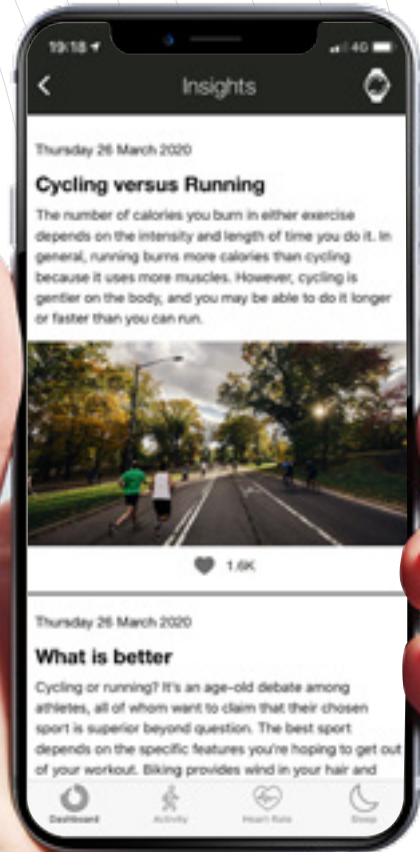 19:18
4G
Insights
Thursday 26 March 2020
Cycling versus Running
The number of calories you burn in either exercise
depends on the intensity and length of time you do it. In
general, running burns more calories than cycling
because it uses more muscles. However, cycling is
gentler on the body, and you may be able to do it longer
or faster than you can run.
1.6K
Thursday 26 March 2020
What is better
Cycling or running? It's an age-old debate among
athletes, all of whom want to claim that their chosen
sport is superior beyond question. The best sport
depends on the specific features you're hoping to get out
of your workout. Biking provides wind in your hair and
Dashboard Activity Heart Rate Sleep